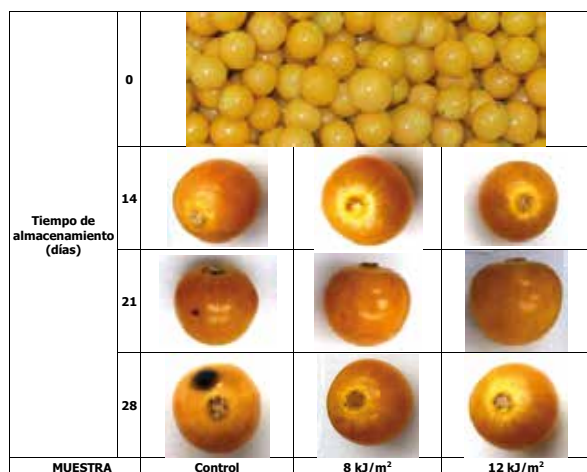 0
14
Tiempo de
almacenamiento
(días)
21
28
MUESTRA Control 8 kJ/m² 12 kJ/m²